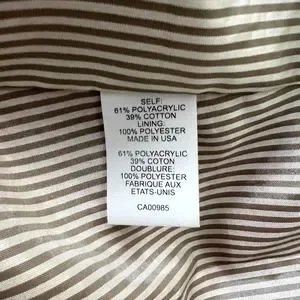 SELF:
61% POLYACRYLIC
39% COTTON
LINING:
100% POLYESTER
MADE IN USA
61% POLYACRYLIC
39% COTON
DOUBLURE:
100% POLYESTER
FABRIQUE AUX
ETATS-UNIS
CA00985